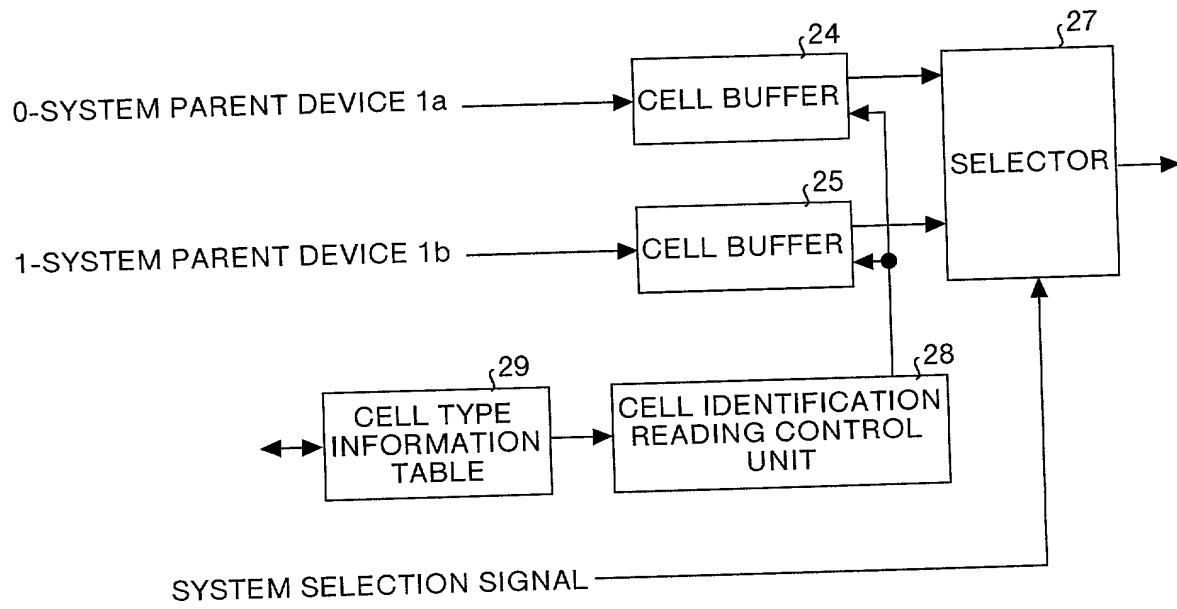 24
27
0-SYSTEM PARENT DEVICE 1a
CELL BUFFER
SELECTOR
25
1-SYSTEM PARENT DEVICE 1b
CELL BUFFER
29
28
CELL TYPE
INFORMATION
TABLE
CELL IDENTIFICATION
READING CONTROL
UNIT
SYSTEM SELECTION SIGNAL